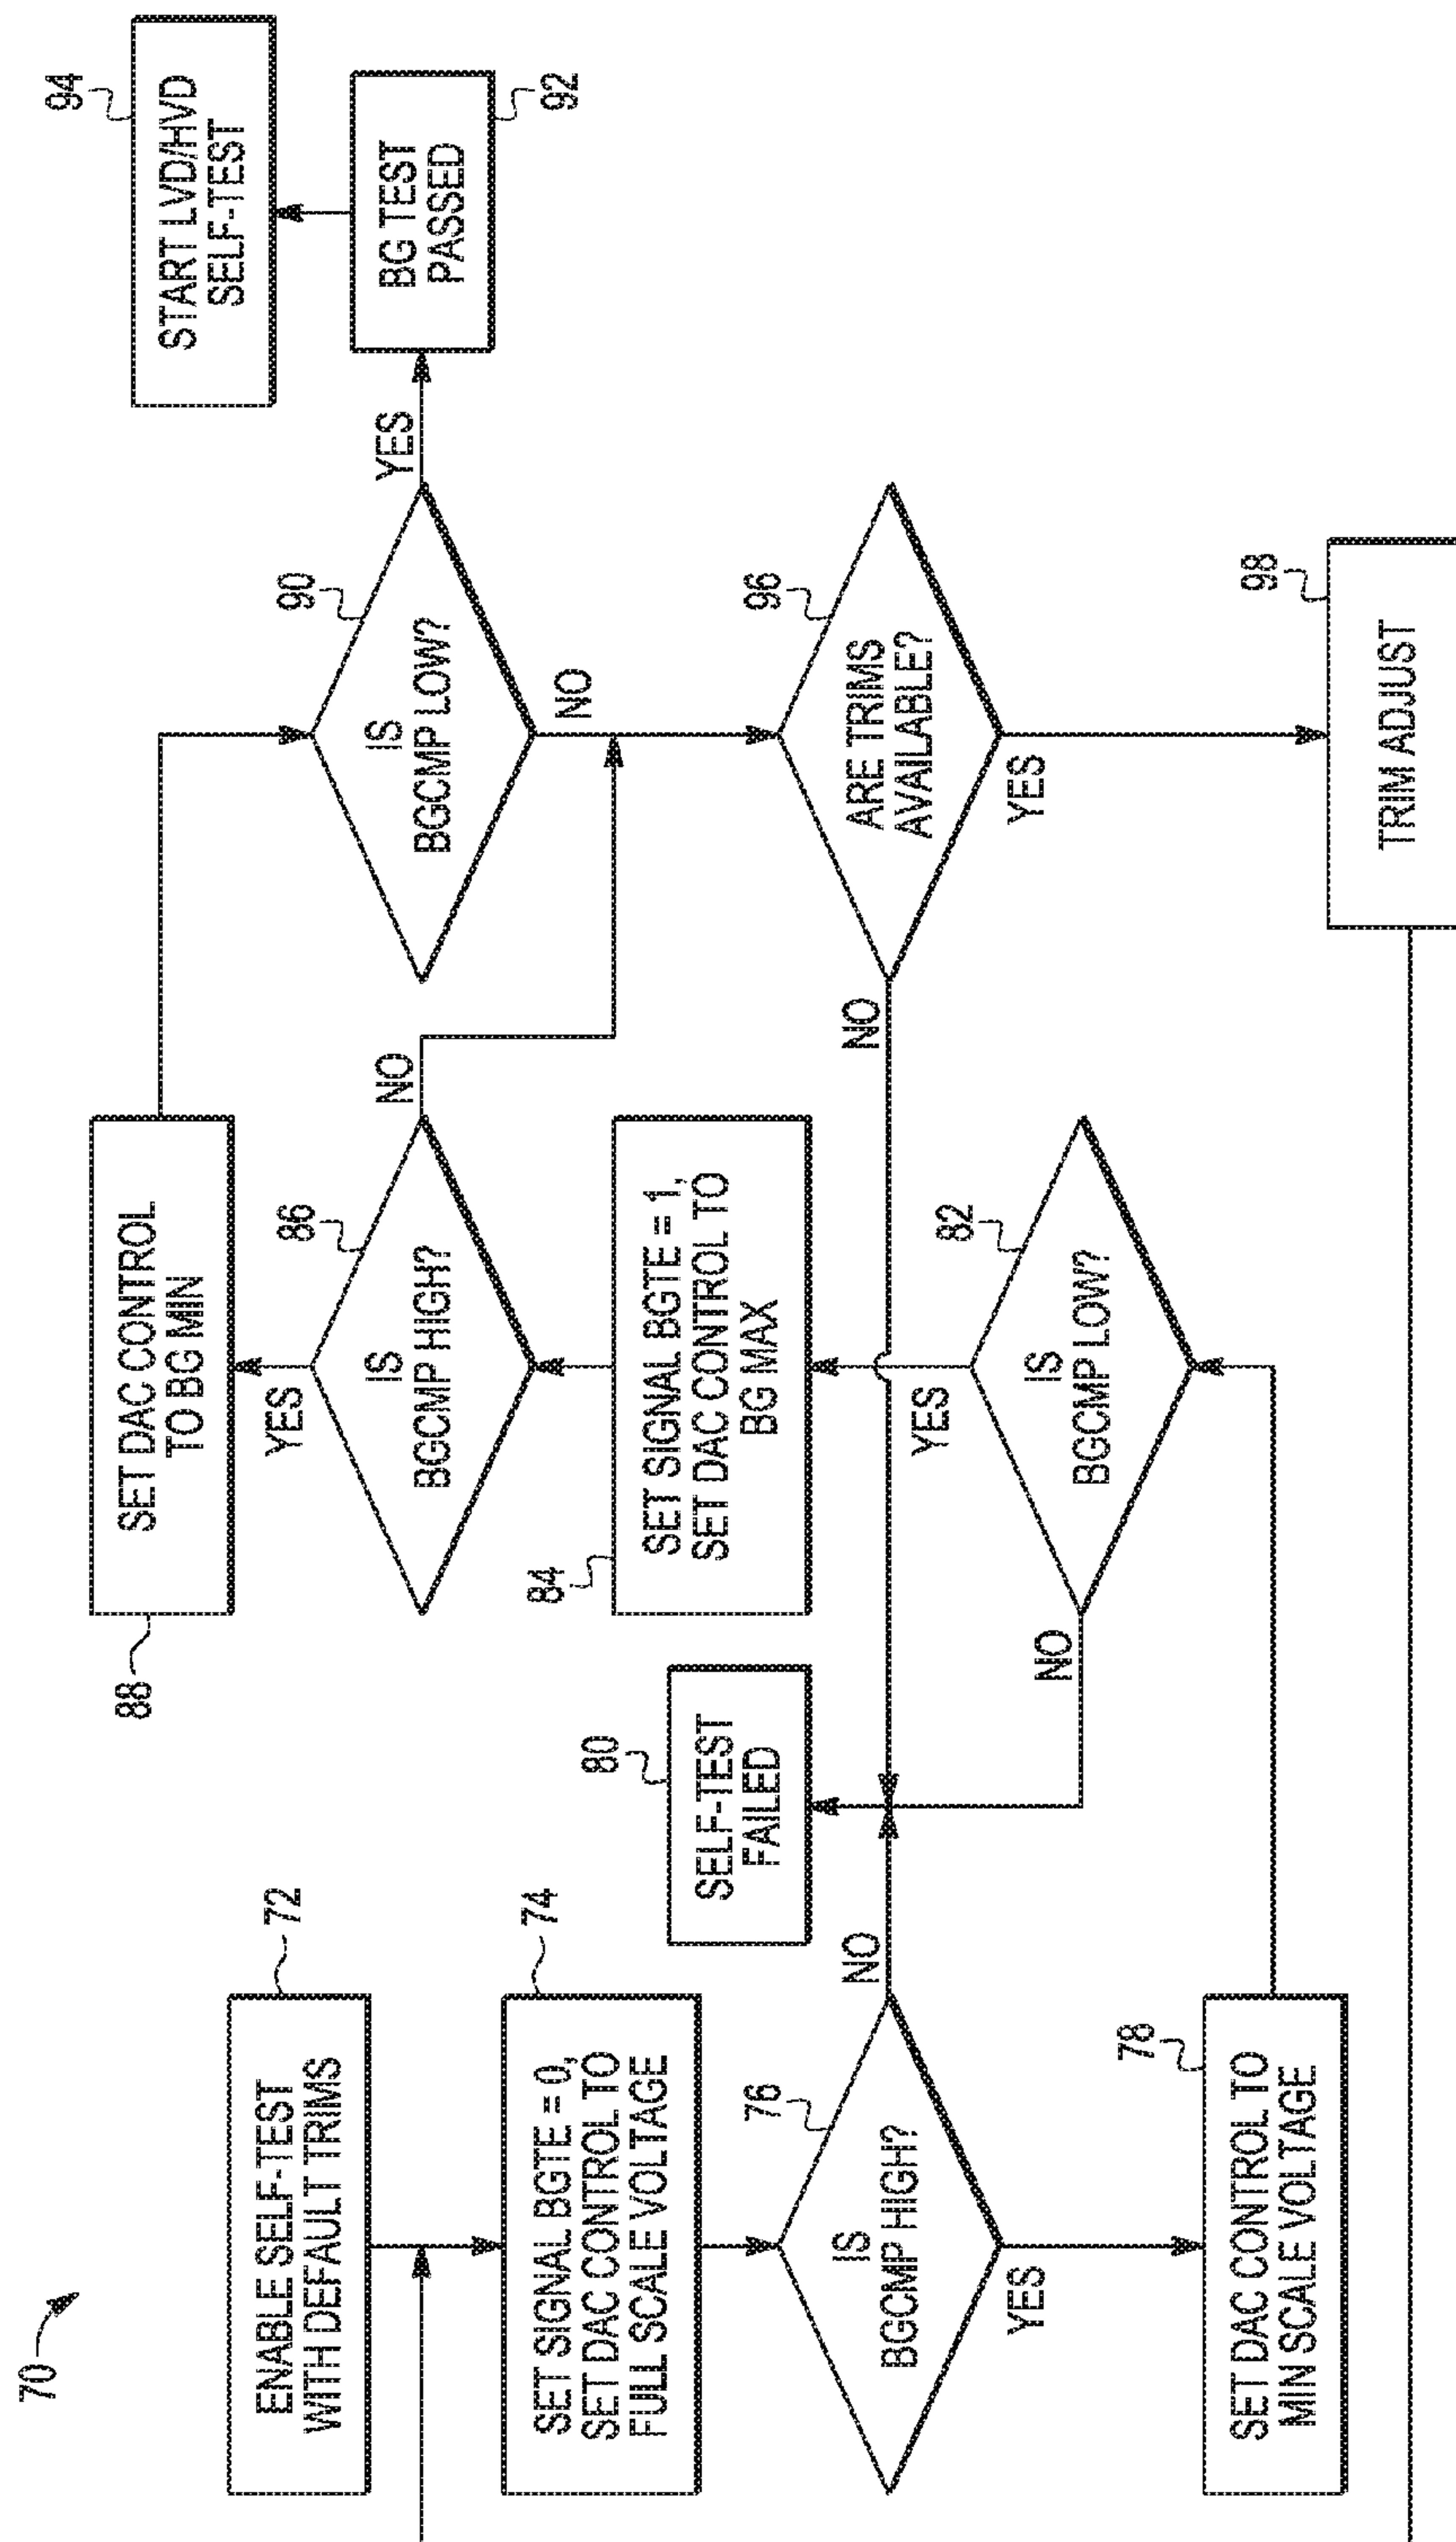 70
72
ENABLE SELF-TEST
WITH DEFAULT TRIMS
74
SET SIGNAL BGTE = 0,
SET DAC CONTROL TO
FULL SCALE VOLTAGE
76
IS
BGCMP HIGH?
NO
YES
78
SET DAC CONTROL TO
MIN SCALE VOLTAGE
80
SELF-TEST
FAILED
82
IS
BGCMP LOW?
NO
YES
84
SET SIGNAL BGTE = 1,
SET DAC CONTROL TO
BG MAX
86
IS
BGCMP HIGH?
YES
NO
88
SET DAC CONTROL
TO BG MIN
90
IS
BGCMP LOW?
YES
NO
92
BG TEST
PASSED
94
START LVD/HVD
SELF-TEST
96
ARE TRIMS
AVAILABLE?
NO
YES
98
TRIM ADJUST